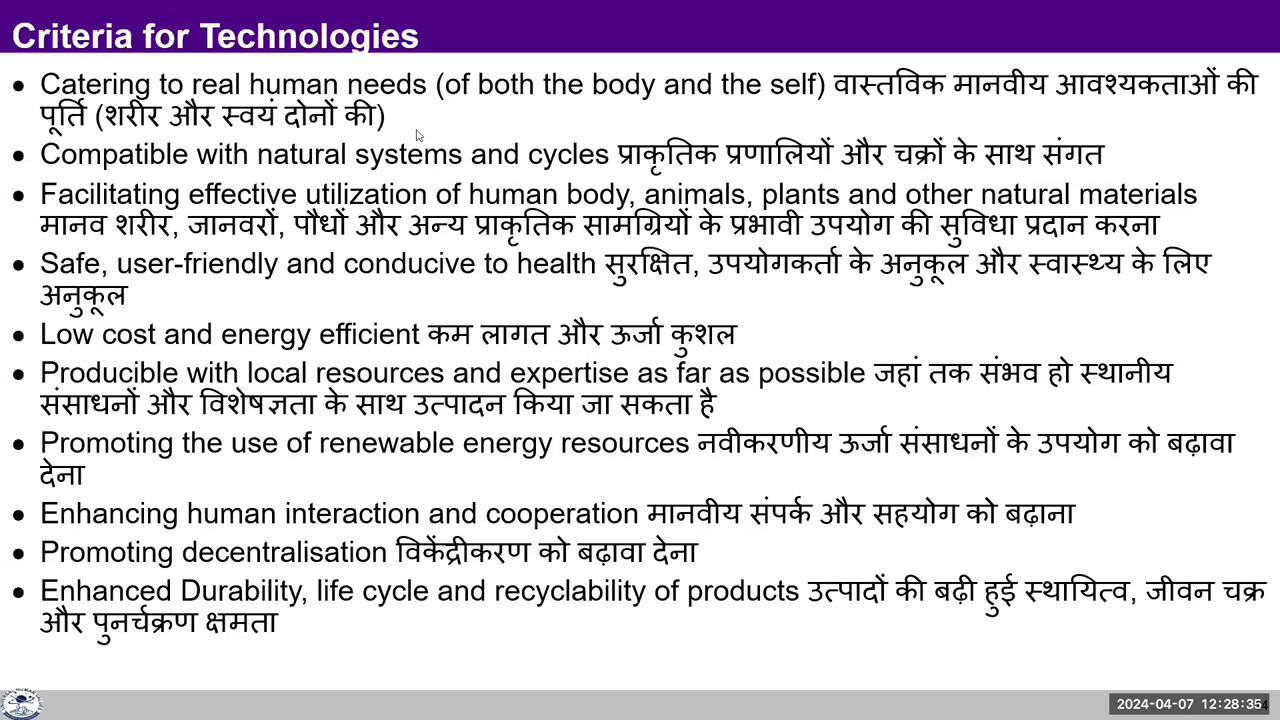 Criteria for Technologies
• Catering to real human needs (of both the body and the self) वास्तविक मानवीय आवश्यकताओं की
पूर्ति (शरीर और स्वयं दोनों की)
• Compatible with natural systems and cycles प्राकृतिक प्रणालियों और चक्रों के साथ संगत
• Facilitating effective utilization of human body, animals, plants and other natural materials
मानव शरीर, जानवरों, पौधों और अन्य प्राकृतिक सामग्रियों के प्रभावी उपयोग की सुविधा प्रदान करना
• Safe, user-friendly and conducive to health सुरक्षित, उपयोगकर्ता के अनुकूल और स्वास्थ्य के लिए
अनुकूल
• Low cost and energy efficient कम लागत और ऊर्जा कुशल
• Producible with local resources and expertise as far as possible जहां तक संभव हो स्थानीय
संसाधनों और विशेषज्ञता के साथ उत्पादन किया जा सकता है
• Promoting the use of renewable energy resources नवीकरणीय ऊर्जा संसाधनों के उपयोग को बढ़ावा
देना
• Enhancing human interaction and cooperation मानवीय संपर्क और सहयोग को बढ़ाना
• Promoting decentralisation विकेंद्रीकरण को बढ़ावा देना
• Enhanced Durability, life cycle and recyclability of products उत्पादों की बढ़ी हुई स्थायित्व, जीवन चक्र
और पुनर्चक्रण क्षमता
2024-04-07 12:28:35